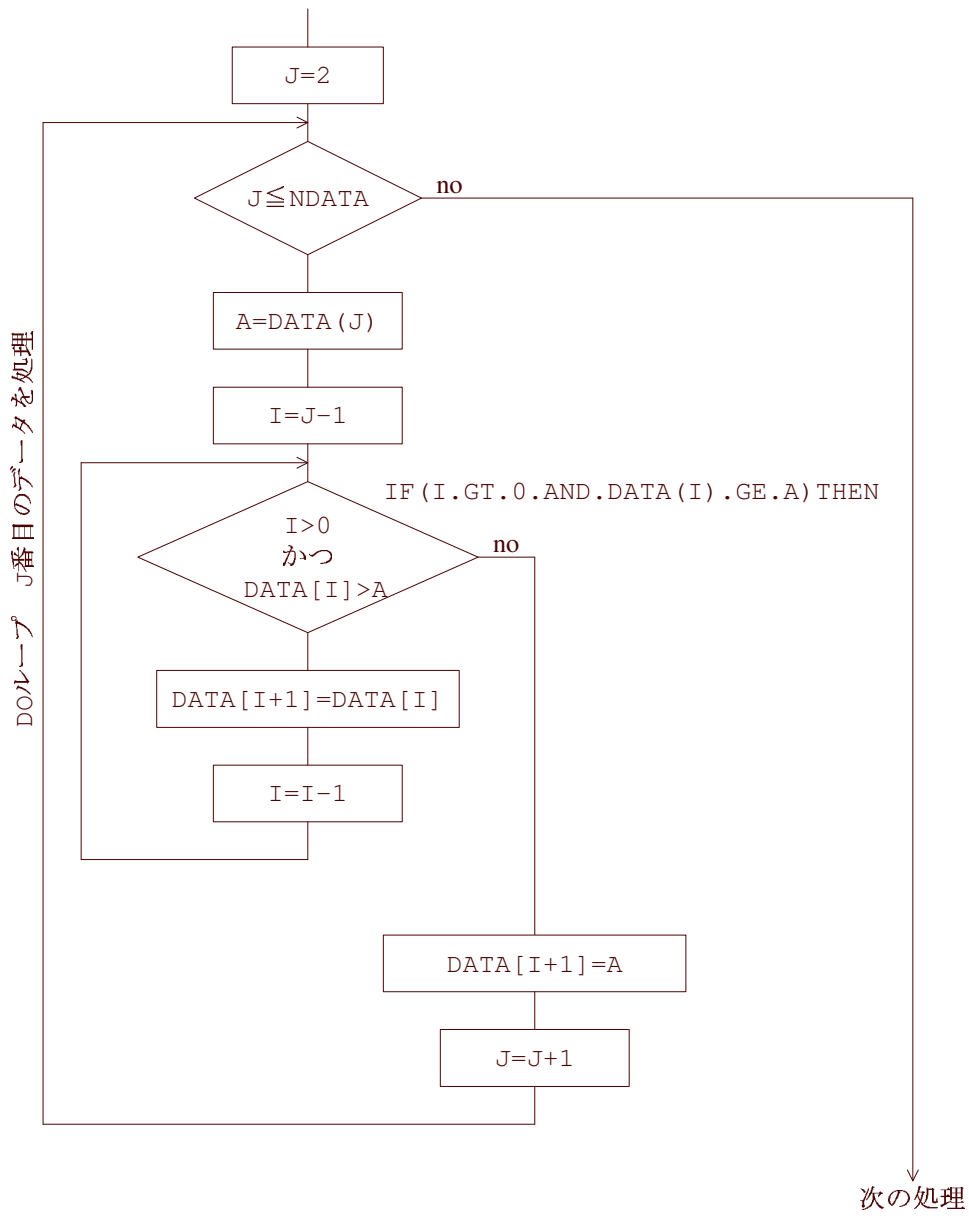 J=2
J≦NDATA
no
A=DATA(J)
I=J-1
IF(I.GT.0.AND.DATA(I).GE.A)THEN
I>0
かつ
DATA[I]>A
no
DATA[I+1]=DATA[I]
I=I-1
DATA[I+1]=A
J=J+1
DOループ J番目のデータを処理
次の処理